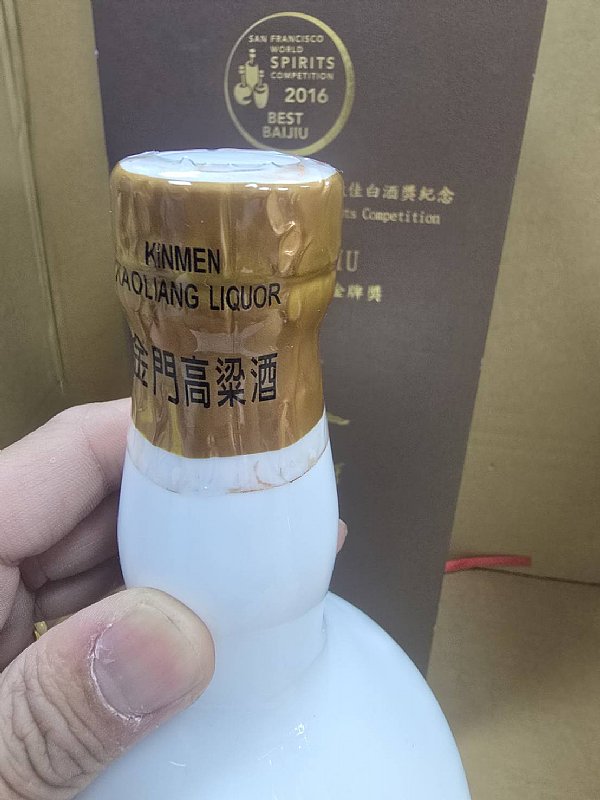 SAN FRANCISCO
WORLD
SPIRITS
COMPETITION
2016
BEST
BAIJIU
佳白酒獎紀念
ts Competition
IU
金牌獎
KINMEN
KAOLIANG LIQUOR
金門高粱酒